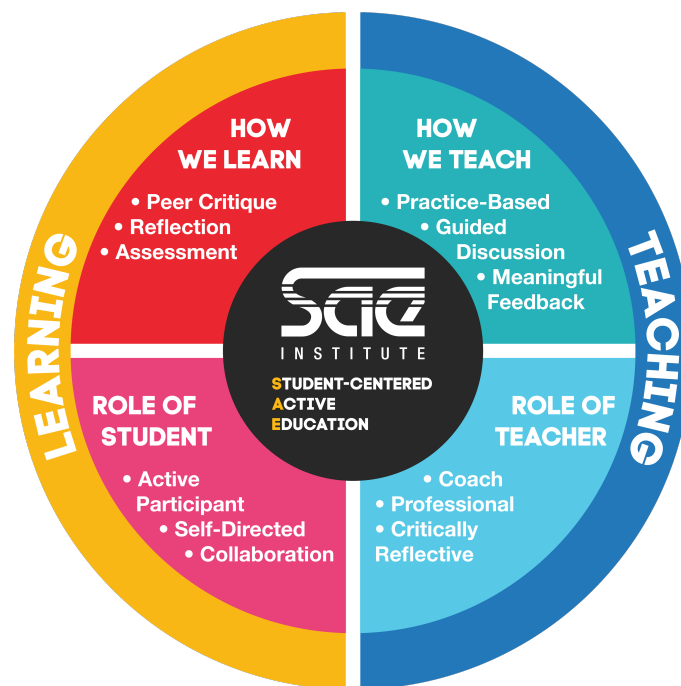 LEARNING
HOW
WE LEARN
• Peer Critique
• Reflection
• Assessment
HOW
WE TEACH
• Practice-Based
• Guided
Discussion
• Meaningful
Feedback
TEACHING
sae
INSTITUTE
STUDENT-CENTERED
ACTIVE
EDUCATION
ROLE OF
STUDENT
• Active
Participant
• Self-Directed
• Collaboration
ROLE OF
TEACHER
• Coach
• Professional
• Critically
Reflective